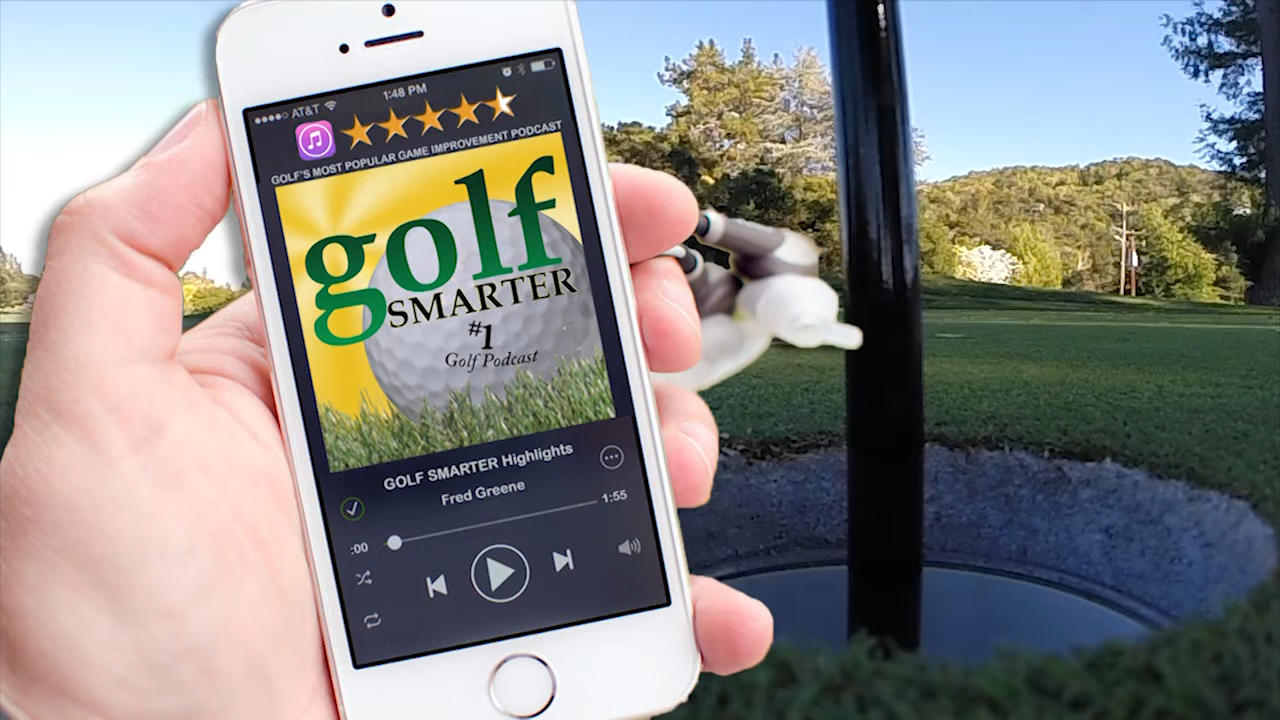 AT&T 1:48 PM
GOLF'S MOST POPULAR GAME IMPROVEMENT PODCAST
golf
SMARTER
#1
Golf Podcast
GOLF SMARTER Highlights
Fred Greene
:00 1:55